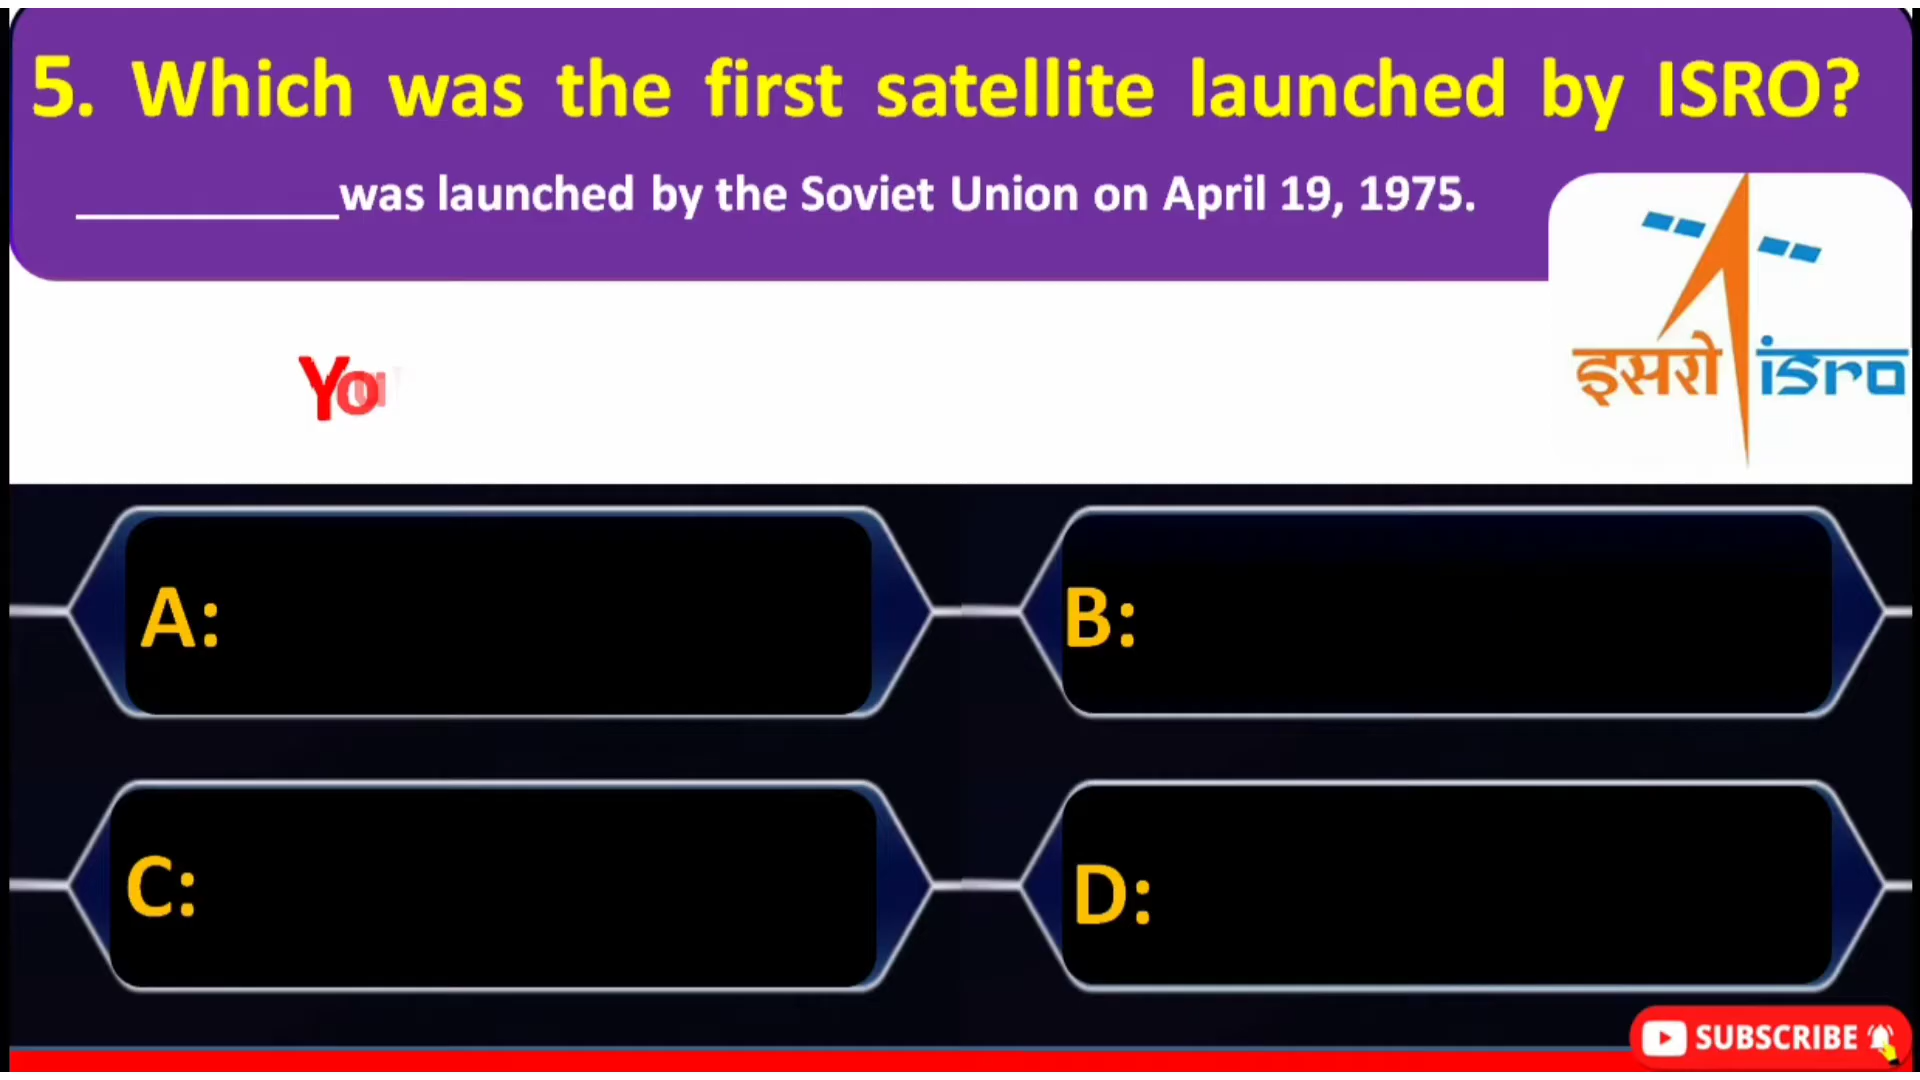 5. Which was the first satellite launched by ISRO?
__________was launched by the Soviet Union on April 19, 1975.
इसरो isro
You
A:
B:
C:
D:
SUBSCRIBE